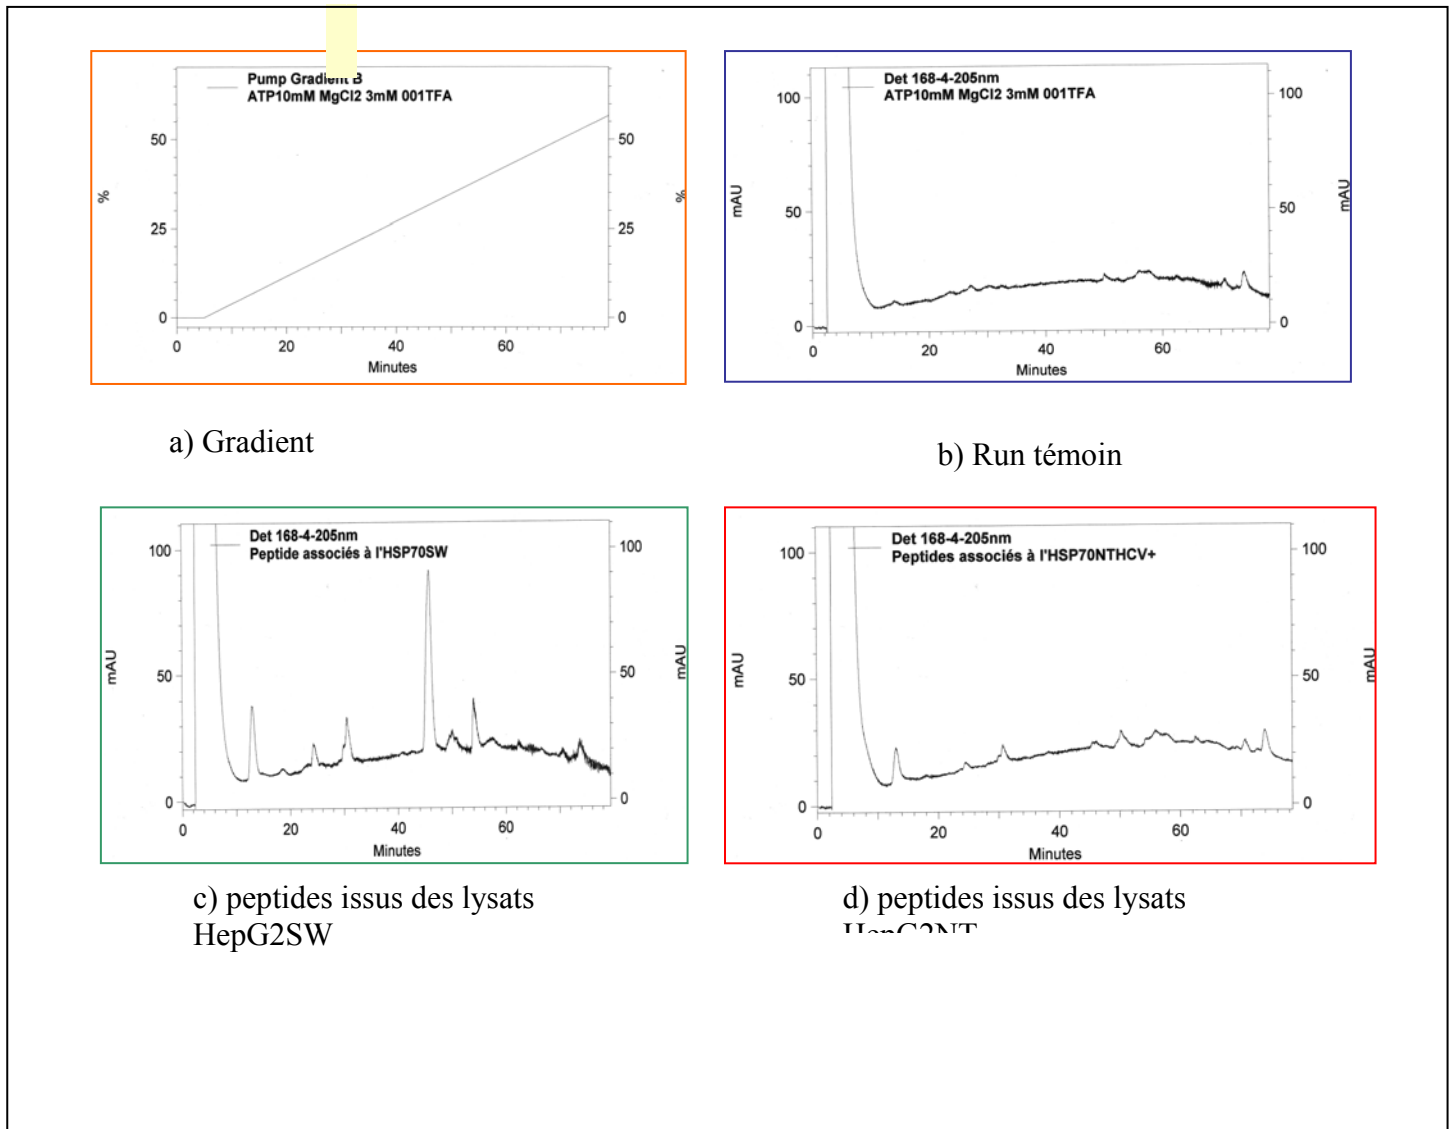 Pump Gradient B
ATP10mM MgCl2 3mM 001TFA
50
50
%
%
25
25
0
0
0
20
40
60
Minutes
a) Gradient
Det 168-4-205nm
ATP10mM MgCl2 3mM 001TFA
100
100
mAU
mAU
50
50
0
0
0
20
40
60
Minutes
b) Run témoin
Det 168-4-205nm
Peptide associés à l'HSP70SW
100
100
mAU
mAU
50
50
0
0
0
20
40
60
Minutes
c) peptides issus des lysats
HepG2SW
Det 168-4-205nm
Peptides associés à l'HSP70NTHCV+
100
100
mAU
mAU
50
50
0
0
0
20
40
60
Minutes
d) peptides issus des lysats
HepG2NT